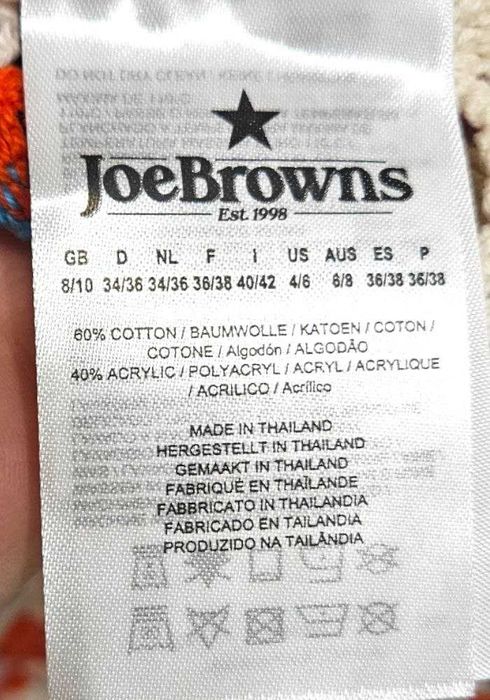 JoeBrowns
Est. 1998
GB D NL F I US AUS ES P
8/10 34/36 34/36 36/38 40/42 4/6 6/8 36/38 36/38
60% COTTON / BAUMWOLLE / KATOEN / COTON /
COTONE / Algodón / ALGODÃO
40% ACRYLIC / POLYACRYL / ACRYL / ACRYLIQUE
/ ACRILICO / Acrílico
MADE IN THAILAND
HERGESTELLT IN THAILAND
GEMAAKT IN THAILAND
FABRIQUÉ EN THAÏLANDE
FABBRICATO IN THAILANDIA
FABRICADO EN TAILANDIA
PRODUZIDO NA TAILÂNDIA